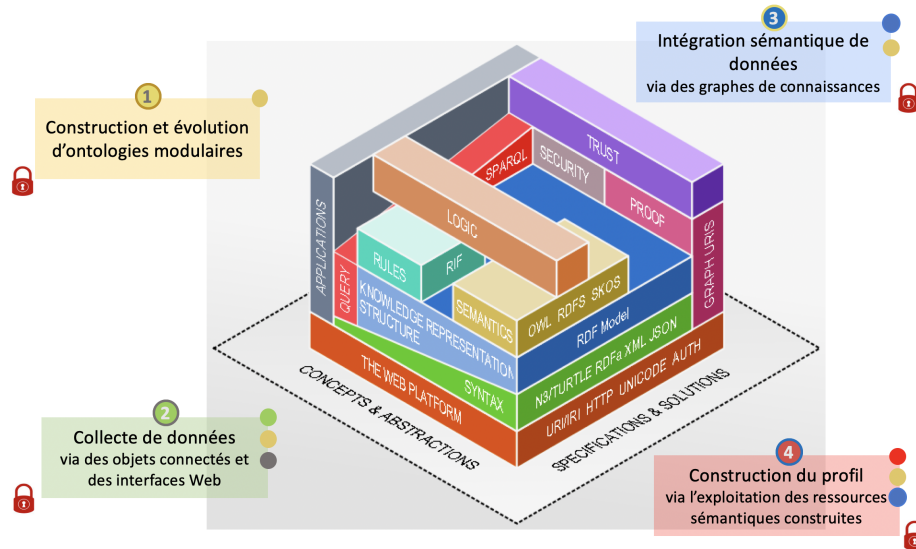 3
Intégration sémantique de
données
via des graphes de connaissances
1
Construction et évolution
d'ontologies modulaires
TRUST
SPARQL
SECURITY
PROOF
LOGIC
APPLICATIONS
RULES
RIF
QUERY
KNOWLEDGE REPRESENTATION
STRUCTURE
SEMANTICS
OWL RDFS SKOS
RDF Model
GRAPH URIS
THE WEB PLATFORM
SYNTAX
N3/TURTLE RDFa XML JSON
URI/IRI HTTP UNICODE AUTH
CONCEPTS & ABSTRACTIONS
SPECIFICATIONS & SOLUTIONS
2
Collecte de données
via des objets connectés et
des interfaces Web
4
Construction du profil
via l'exploitation des ressources
sémantiques construites